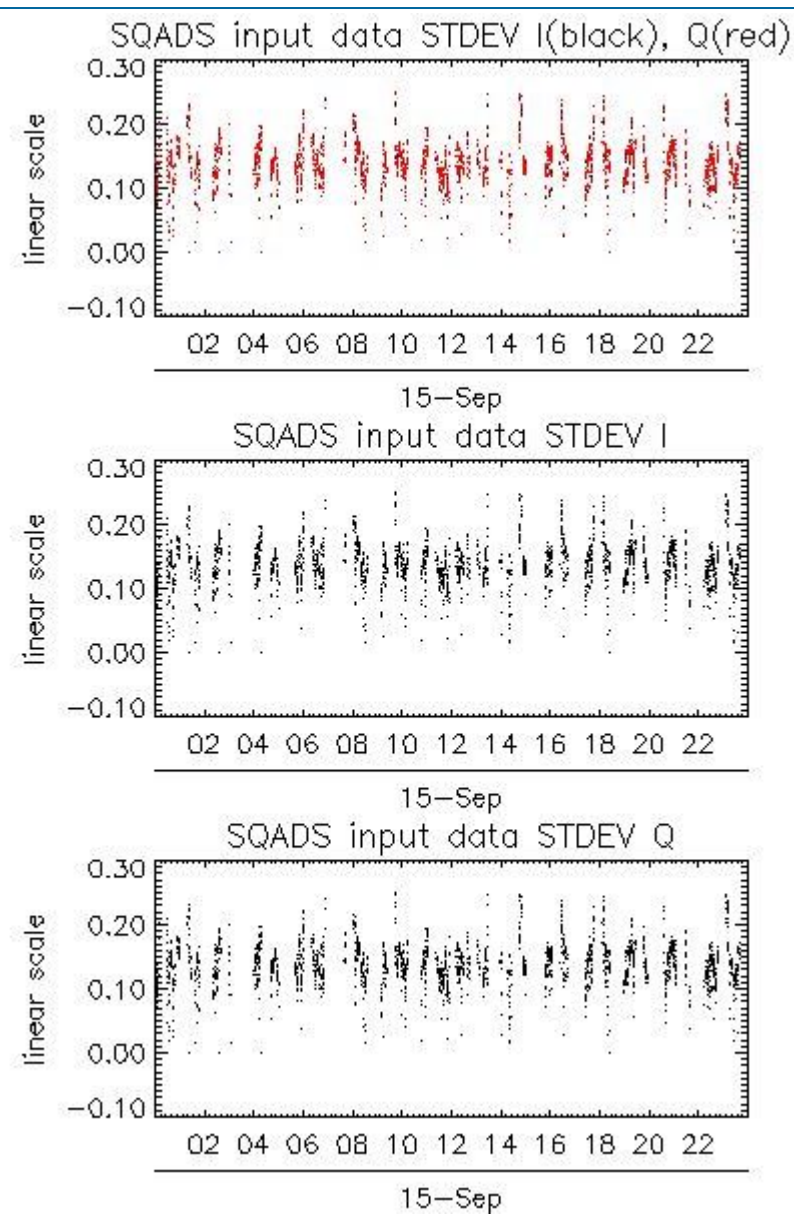 SQADS input data STDEV I(black), Q(red)
0.30
0.20
0.10
0.00
-0.10
linear scale
02 04 06 08 10 12 14 16 18 20 22
15-Sep
SQADS input data STDEV I
0.30
0.20
0.10
0.00
-0.10
linear scale
02 04 06 08 10 12 14 16 18 20 22
15-Sep
SQADS input data STDEV Q
0.30
0.20
0.10
0.00
-0.10
linear scale
02 04 06 08 10 12 14 16 18 20 22
15-Sep